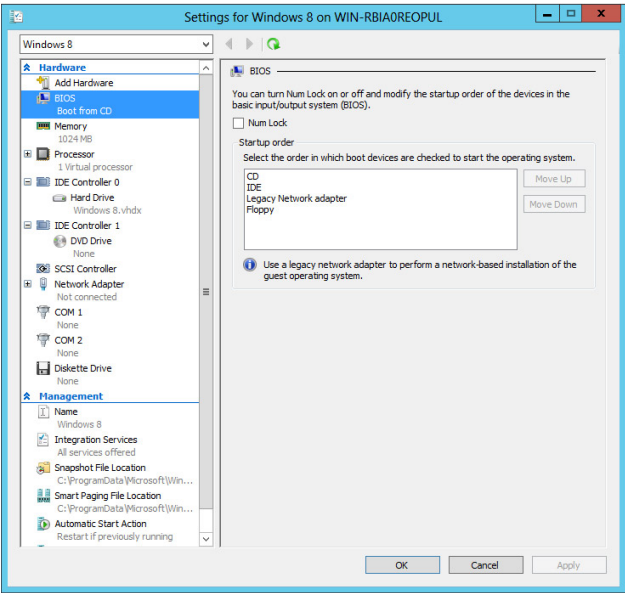 Settings for Windows 8 on WIN-RBIA0REOPUL
Windows 8
Hardware
Add Hardware
BIOS
Boot from CD
Memory
1024 MB
Processor
1 Virtual processor
IDE Controller 0
Hard Drive
Windows 8.vhdx
IDE Controller 1
DVD Drive
None
SCSI Controller
Network Adapter
Not connected
COM 1
None
COM 2
None
Diskette Drive
None
Management
Name
Windows 8
Integration Services
All services offered
Snapshot File Location
C:\ProgramData\Microsoft\Win...
Smart Paging File Location
C:\ProgramData\Microsoft\Win...
Automatic Start Action
Restart if previously running
BIOS
You can turn Num Lock on or off and modify the startup order of the devices in the
basic input/output system (BIOS).
Num Lock
Startup order
Select the order in which boot devices are checked to start the operating system.
CD
IDE
Legacy Network adapter
Floppy
Move Up
Move Down
Use a legacy network adapter to perform a network-based installation of the
guest operating system.
OK
Cancel
Apply